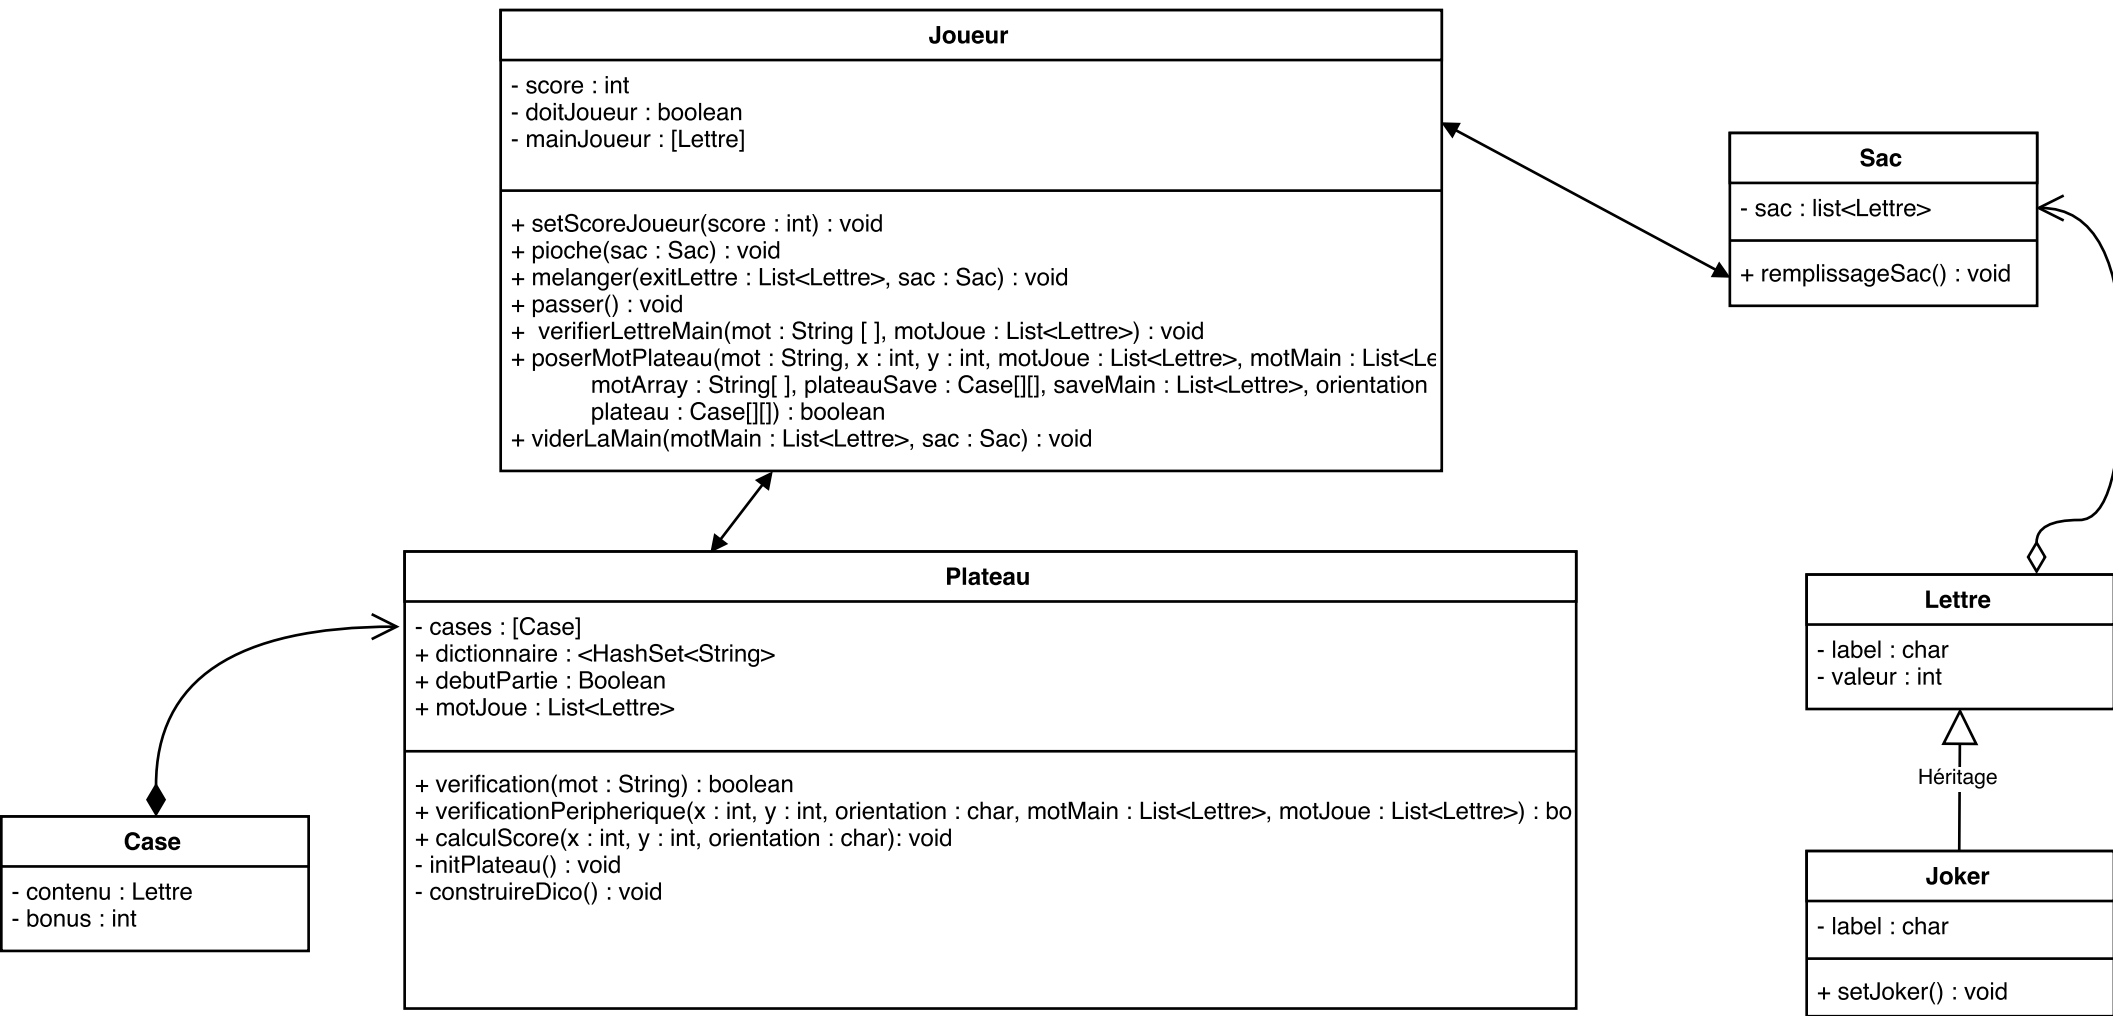 Joueur
- score : int
- doitJoueur : boolean
- mainJoueur : [Lettre]
+ setScoreJoueur(score : int) : void
+ pioche(sac : Sac) : void
+ melanger(exitLettre : List<Lettre>, sac : Sac) : void
+ passer() : void
+  verifierLettreMain(mot : String [ ], motJoue : List<Lettre>) : void
+ poserMotPlateau(mot : String, x : int, y : int, motJoue : List<Lettre>, motMain : List<Le
motArray : String[ ], plateauSave : Case[][], saveMain : List<Lettre>, orientation
plateau : Case[][]) : boolean
+ viderLaMain(motMain : List<Lettre>, sac : Sac) : void
Sac
- sac : list<Lettre>
+ remplissageSac() : void
Plateau
- cases : [Case]
+ dictionnaire : <HashSet<String>
+ debutPartie : Boolean
+ motJoue : List<Lettre>
+ verification(mot : String) : boolean
+ verificationPeripherique(x : int, y : int, orientation : char, motMain : List<Lettre>, motJoue : List<Lettre>) : bo
+ calculScore(x : int, y : int, orientation : char): void
- initPlateau() : void
- construireDico() : void
Case
- contenu : Lettre
- bonus : int
Lettre
- label : char
- valeur : int
Héritage
Joker
- label : char
+ setJoker() : void